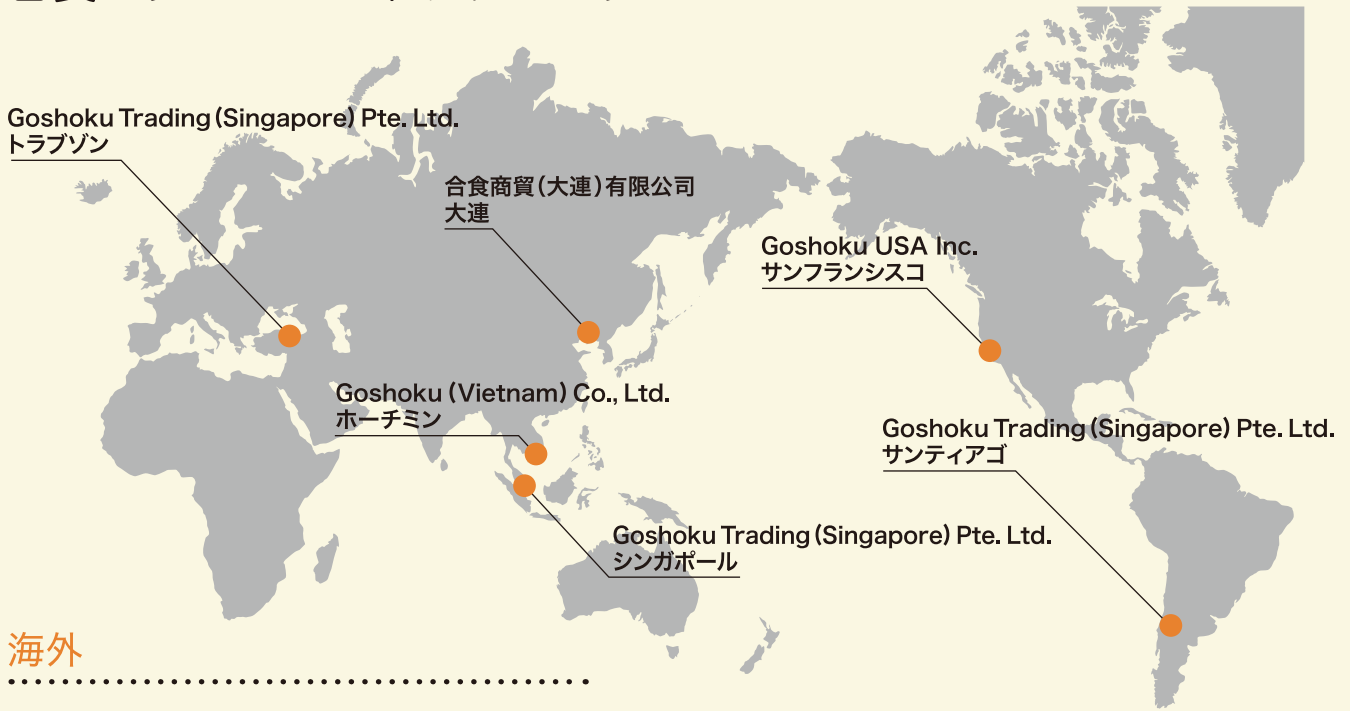 Goshoku Trading (Singapore) Pte. Ltd.
トラブゾン
合食商貿(大連)有限公司
大連
Goshoku USA Inc.
サンフランシスコ
Goshoku (Vietnam) Co., Ltd.
ホーチミン
Goshoku Trading (Singapore) Pte. Ltd.
サンティアゴ
Goshoku Trading (Singapore) Pte. Ltd.
シンガポール
海外